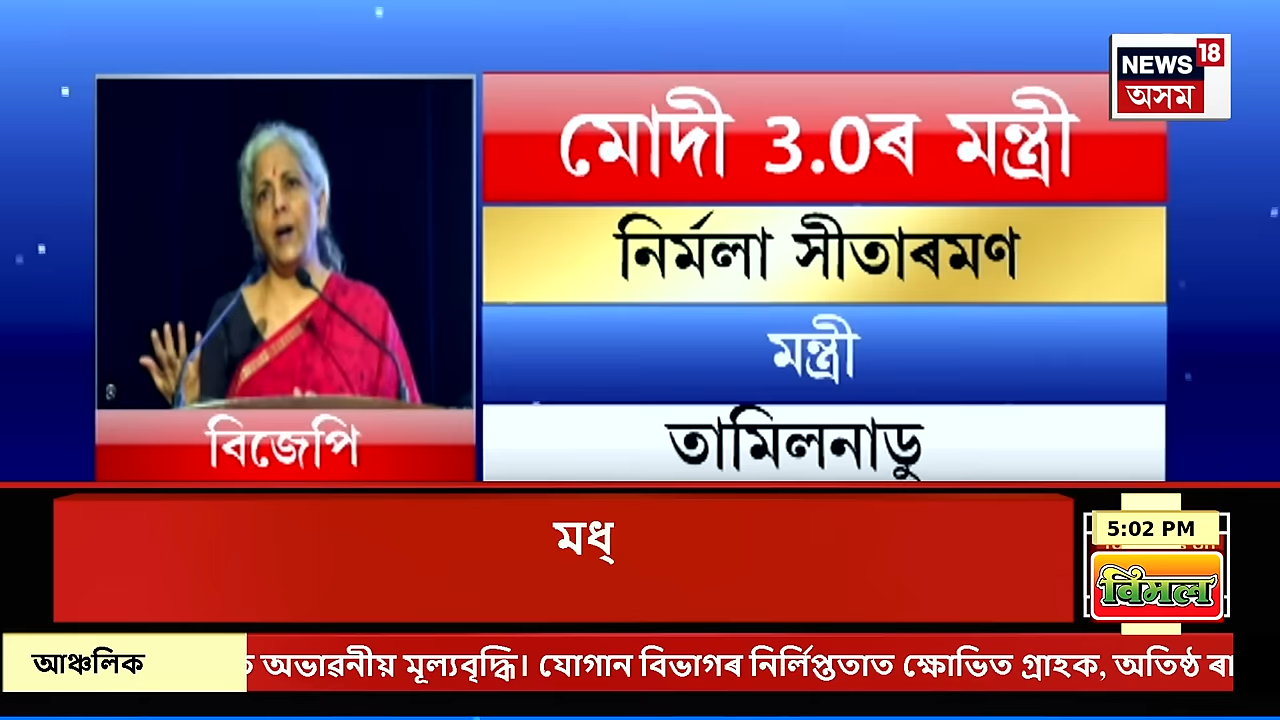 NEWS 18
অসম
মোদী 3.0ৰ মন্ত্ৰী
নিৰ্মলা সীতাৰমণ
মন্ত্ৰী
বিজেপি
তামিলনাডু
মধ্
5:02 PM
বিমল
আঞ্চলিক
অভাৱনীয় মূল্যবৃদ্ধি। যোগান বিভাগৰ নিৰ্লিপ্ততাত ক্ষোভিত গ্ৰাহক, অতিষ্ঠ ৰা